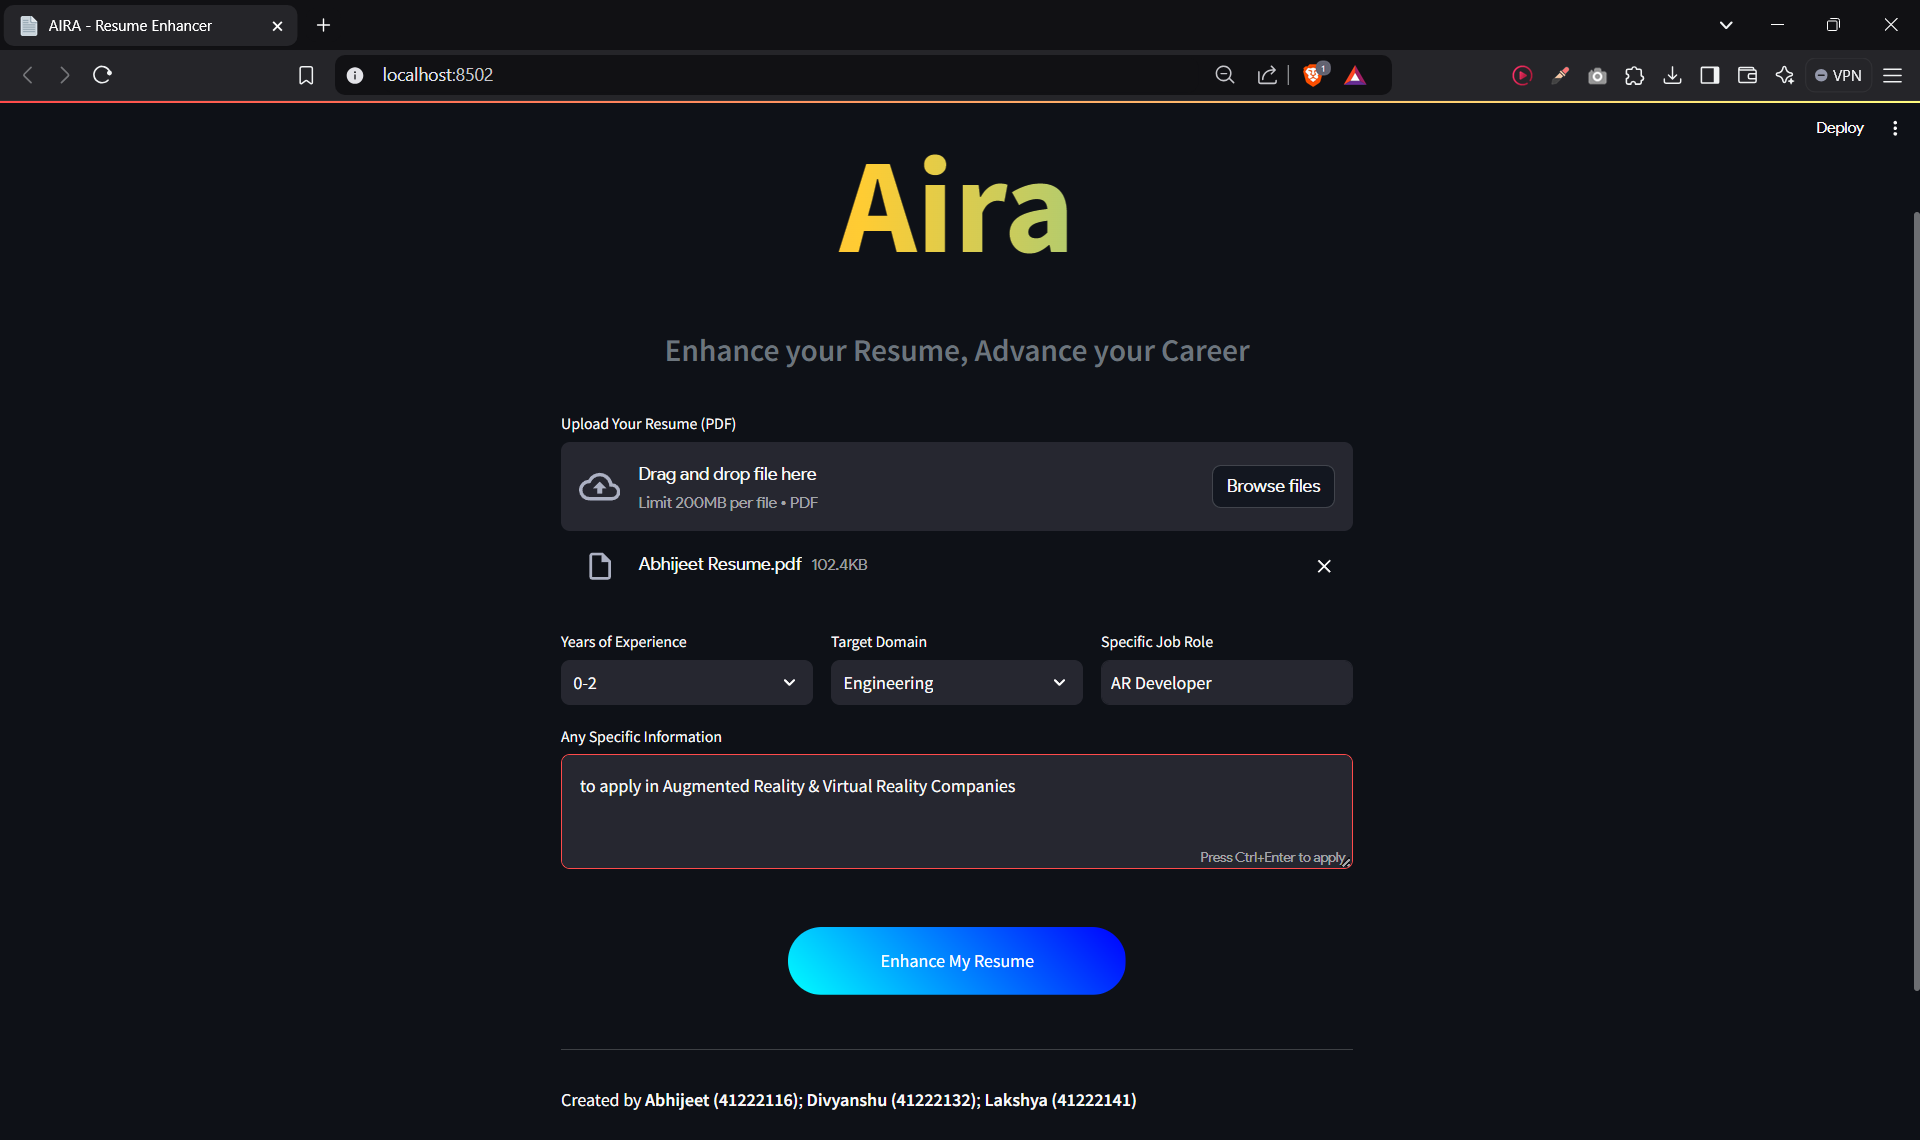 AIRA - Resume Enhancer
localhost:8502
1
VPN
Deploy
Aira
Enhance your Resume, Advance your Career
Upload Your Resume (PDF)
Drag and drop file here
Limit 200MB per file • PDF
Browse files
Abhijeet Resume.pdf 102.4KB
Years of Experience
Target Domain
Specific Job Role
0-2
Engineering
AR Developer
Any Specific Information
to apply in Augmented Reality & Virtual Reality Companies
Press Ctrl+Enter to apply
Enhance My Resume
Created by Abhijeet (41222116); Divyanshu (41222132); Lakshya (41222141)